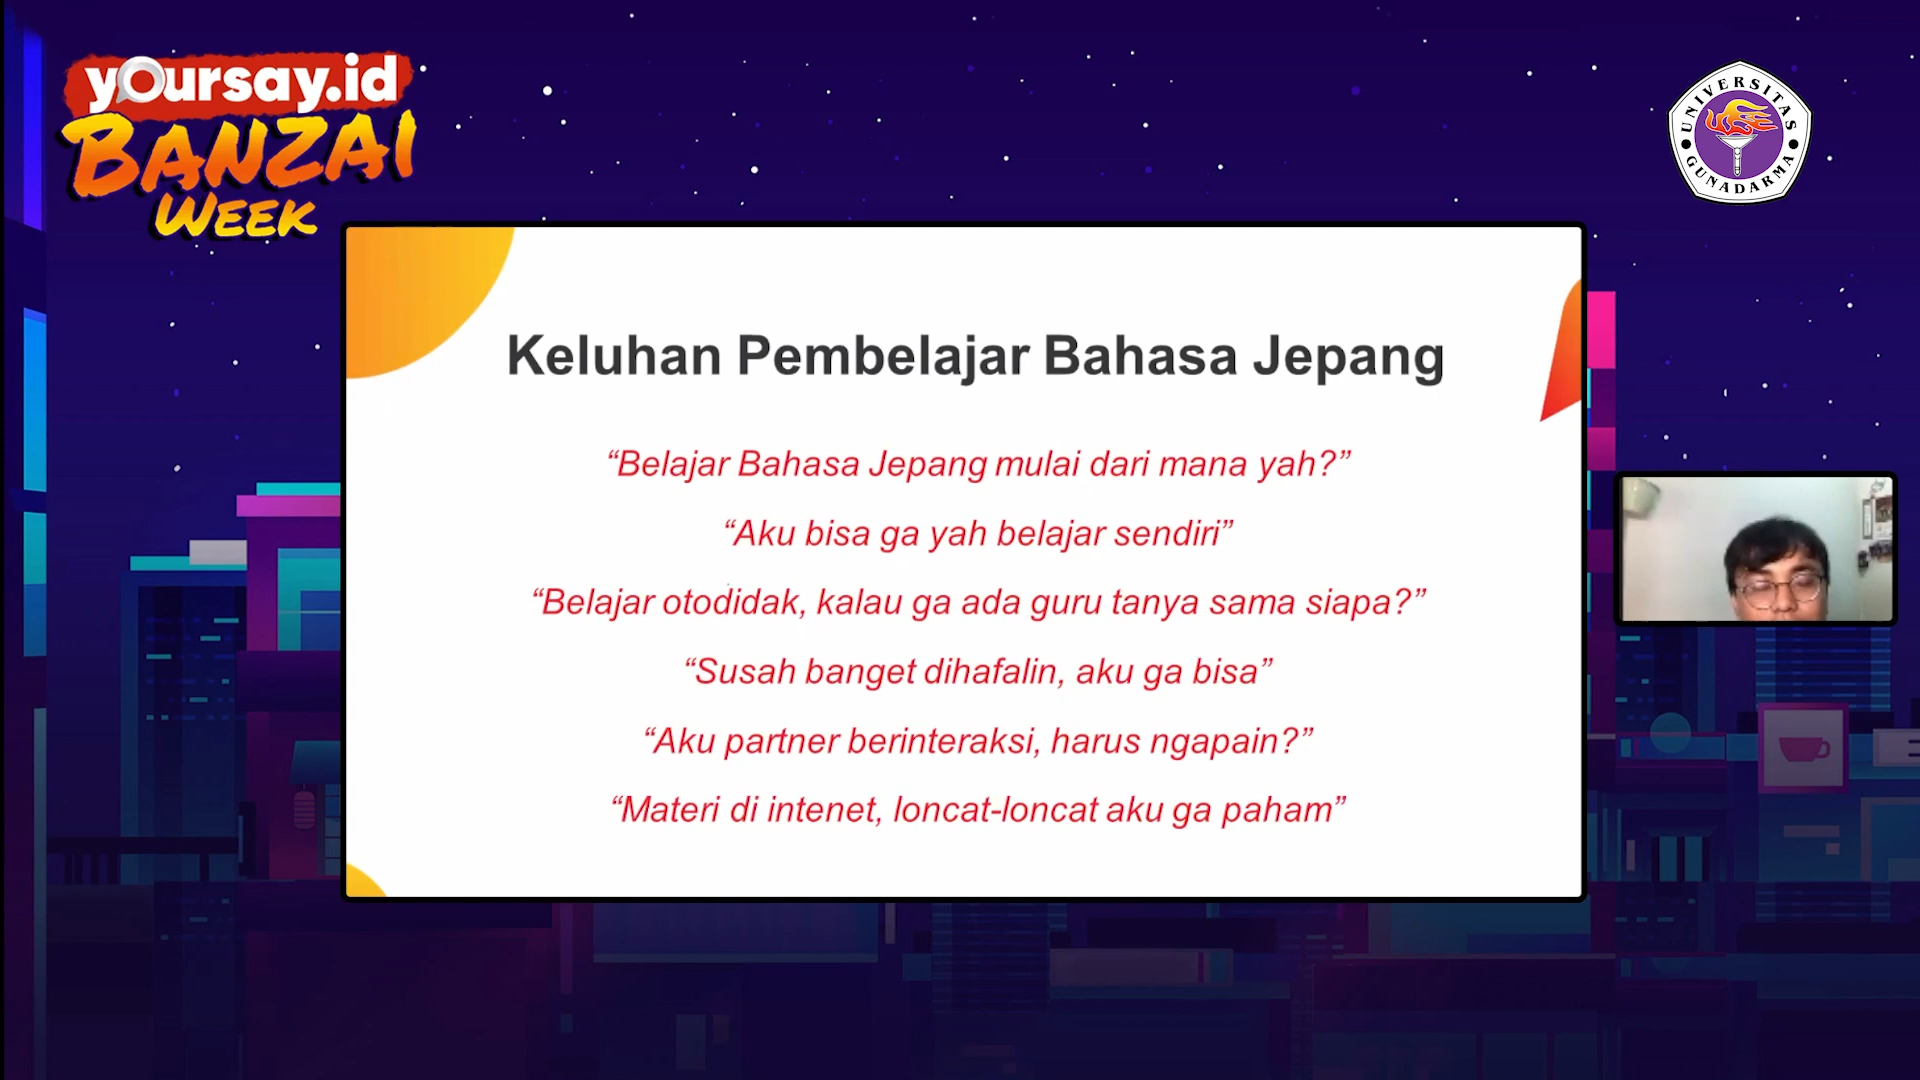 yoursay.id
BANZAI
WEEK
UNIVERSITAS
GUNADARMA
Keluhan Pembelajar Bahasa Jepang
“Belajar Bahasa Jepang mulai dari mana yah?”
“Aku bisa ga yah belajar sendiri”
“Belajar otodidak, kalau ga ada guru tanya sama siapa?”
“Susah banget dihafalin, aku ga bisa”
“Aku partner berinteraksi, harus ngapain?”
“Materi di intenet, loncat-loncat aku ga paham”